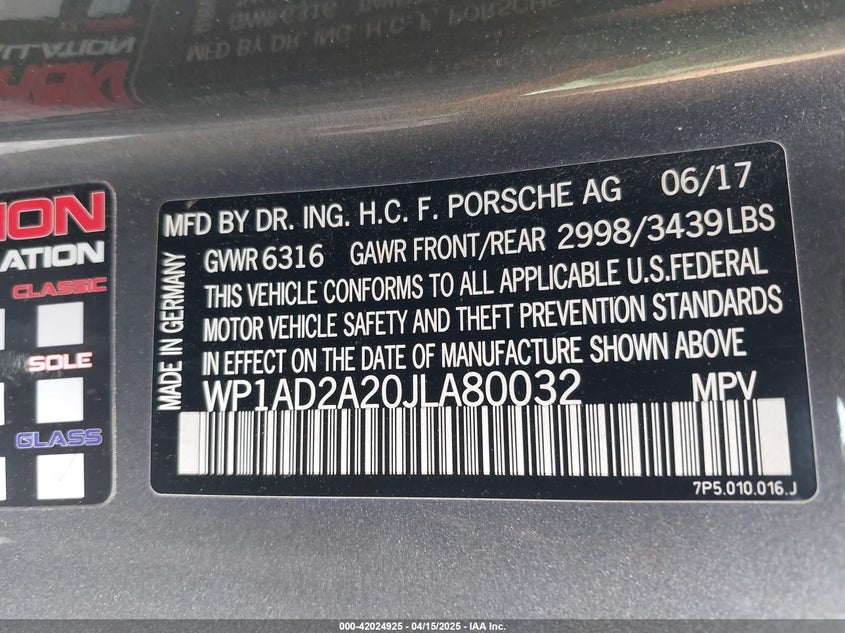 MFD BY DR. ING. H.C. F. PORSCHE AG 06/17
GVWR 6316 GAWR FRONT/REAR 2998/3439 LBS
THIS VEHICLE CONFORMS TO ALL APPLICABLE U.S.FEDERAL
MOTOR VEHICLE SAFETY AND THEFT PREVENTION STANDARDS
IN EFFECT ON THE DATE OF MANUFACTURE SHOWN ABOVE
WP1AD2A20JLA80032 MPV
7P5.010.016.J
MADE IN GERMANY
CLASSIC
SOLE
GLASS
000-42024925 - 04/15/2025 - IAA Inc.